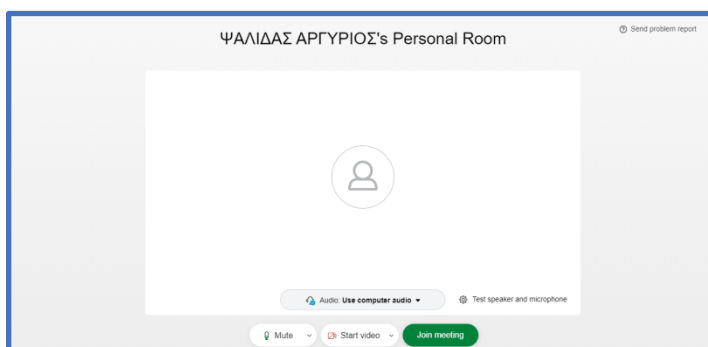 Send problem report
ΨΑΛΙΔΑΣ ΑΡΓΥΡΙΟΣ's Personal Room
Audio: Use computer audio
Test speaker and microphone
Mute
Start video
Join meeting